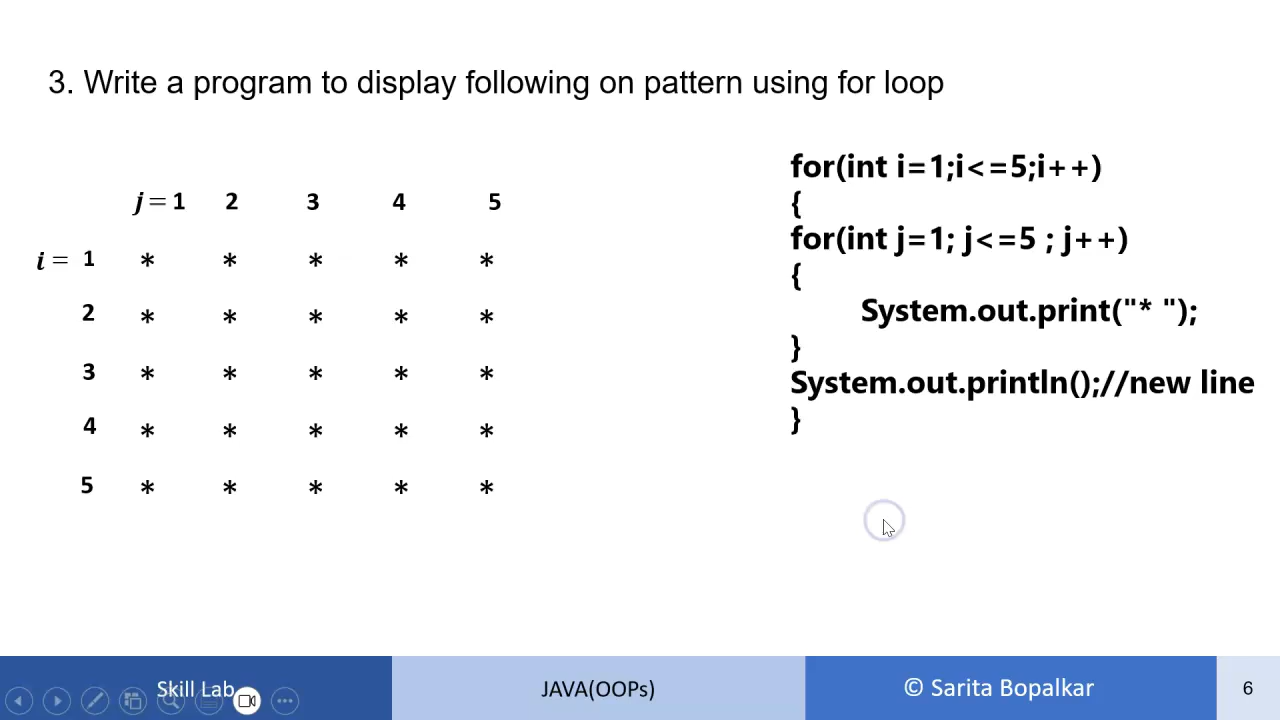 3. Write a program to display following on pattern using for loop
j = 1 2 3 4 5
i = 1 * * * * *
2 * * * * *
3 * * * * *
4 * * * * *
5 * * * * *
for(int i=1;i<=5;i++)
{
for(int j=1; j<=5 ; j++)
{
System.out.print("* ");
}
System.out.println();//new line
}
Skill Lab
JAVA(OOPs)
© Sarita Bopalkar
6